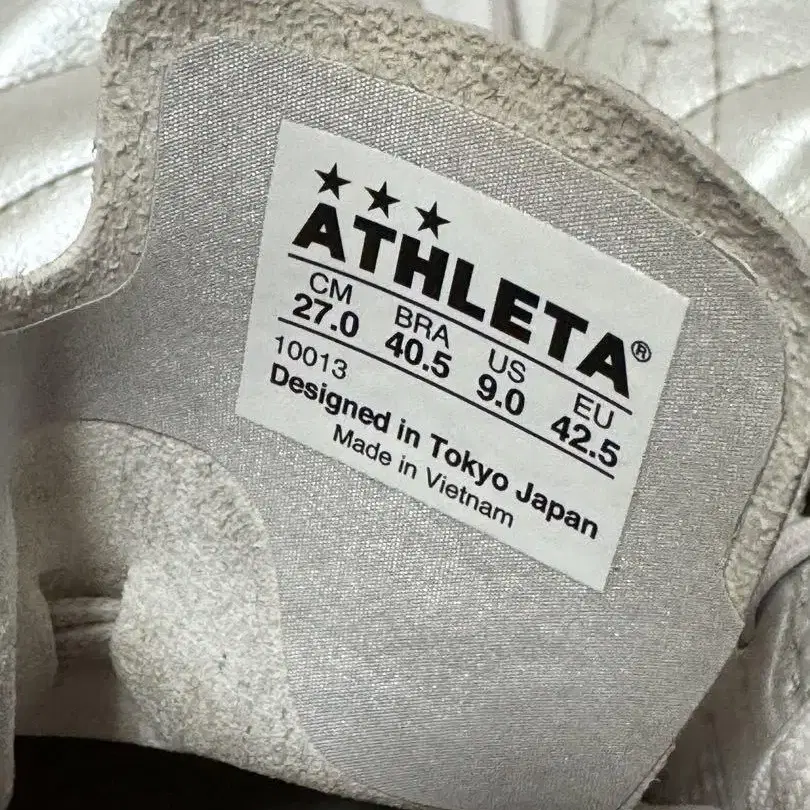 ★★★
ATHLETA®
CM BRA US EU
27.0 40.5 9.0 42.5
10013
Designed in Tokyo Japan
Made in Vietnam